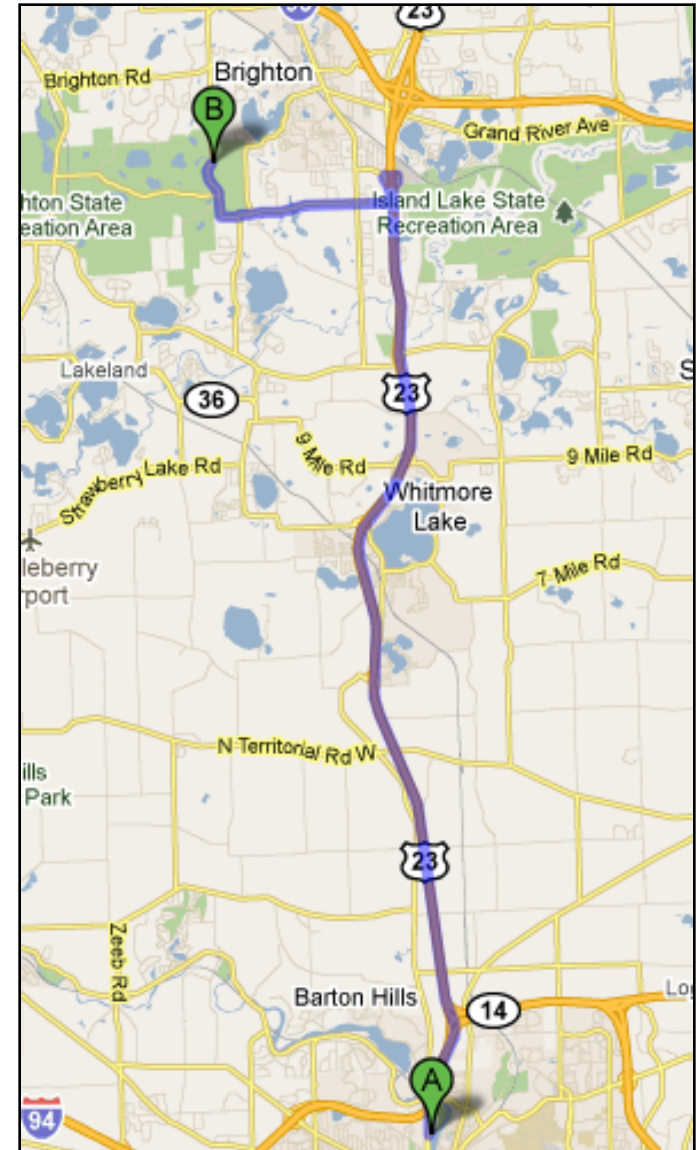 23
Brighton Rd
Brighton
B
Grand River Ave
hton State
eation Area
Island Lake State
Recreation Area
Lakeland
36
23
S
9 Mile Rd
9 Mile Rd
Strawberry Lake Rd
Whitmore
Lake
leberry
rport
7 Mile Rd
N Territorial Rd W
ills
Park
23
Zeeb Rd
Barton Hills
14
Lo
A
94